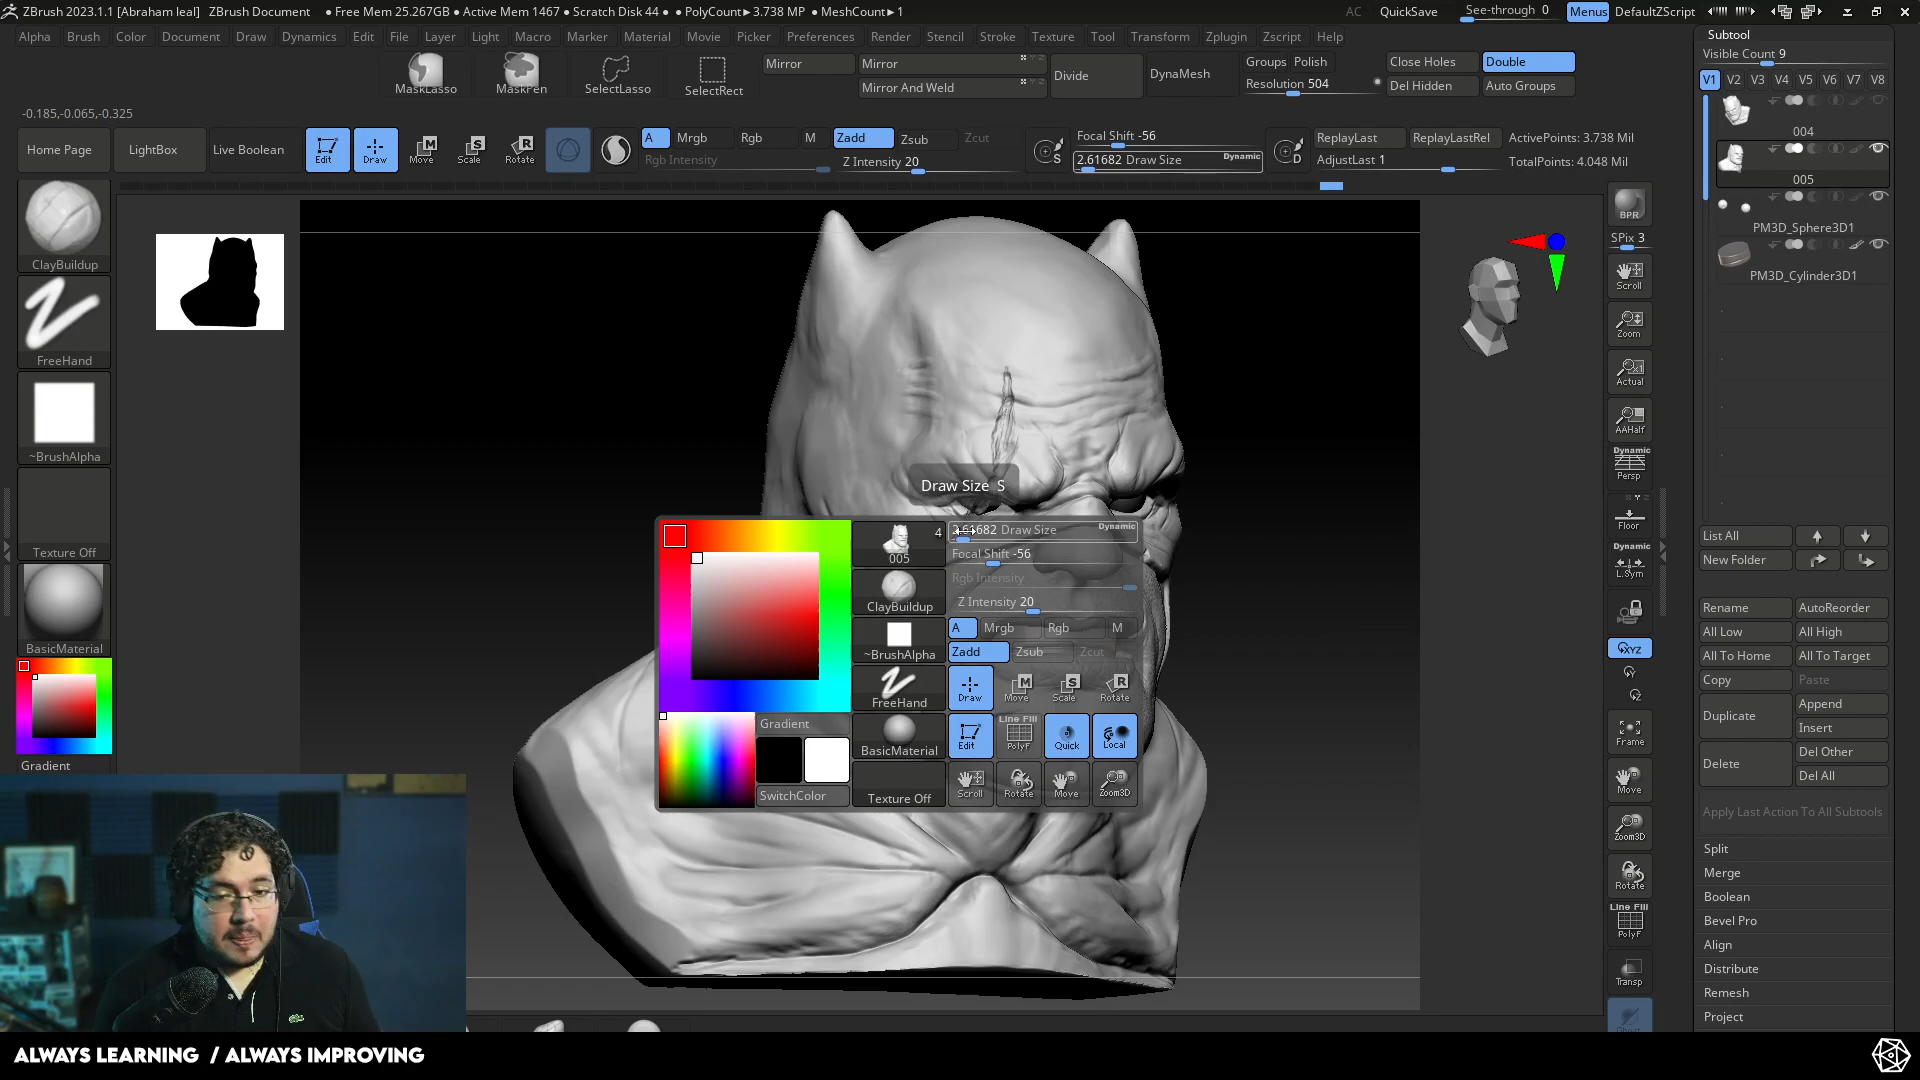 ZBrush 2023.1.1 [Abraham leal]
ZBrush Document
● Free Mem 25.267GB ● Active Mem 1467 ● Scratch Disk 44 ●
● PolyCount► 3.738 MP
● MeshCount► 1
AC
QuickSave
See-through 0
Menus
DefaultZScript
Alpha Brush Color Document Draw Dynamics Edit File Layer Light Macro Marker Material Movie Picker Preferences Render Stencil Stroke Texture Tool Transform Zplugin Zscript Help
MaskLasso
MaskPen
SelectLasso
SelectRect
Mirror
Mirror
Mirror And Weld
Divide
DynaMesh
Groups Polish
Resolution 504
Close Holes
Double
Del Hidden
Auto Groups
-0.185,-0.065,-0.325
Home Page
LightBox
Live Boolean
Edit
Draw
Move
Scale
Rotate
A Mrgb Rgb M Zadd Zsub Zcut
Rgb Intensity
Z Intensity 20
Focal Shift -56
2.61682 Draw Size
Dynamic
ReplayLast ReplayLastRel
AdjustLast 1
ActivePoints: 3.738 Mil
TotalPoints: 4.048 Mil
ClayBuildup
FreeHand
~BrushAlpha
Texture Off
BasicMaterial
Gradient
Draw Size S
4
005
ClayBuildup
~BrushAlpha
FreeHand
BasicMaterial
Texture Off
Gradient
SwitchColor
Draw Size
Dynamic
Focal Shift -56
Rgb Intensity
Z Intensity 20
A Mrgb Rgb M
Zadd Zsub Zcut
Draw Move Scale Rotate
Line Fill
Edit PolyF Quick Local
Scroll Rotate Move Zoom3D
BPR
SPix 3
Scroll
Zoom
Actual
AAHalf
Dynamic
Persp
Floor
Dynamic
L.Sym
XYZ
Frame
Move
Zoom3D
Rotate
Line Fill
PolyF
Transp
Subtool
Visible Count 9
V1 V2 V3 V4 V5 V6 V7 V8
004
005
PM3D_Sphere3D1
PM3D_Cylinder3D1
List All
New Folder
Rename AutoReorder
All Low All High
All To Home All To Target
Copy Paste
Duplicate Append
Insert
Delete Del Other
Del All
Apply Last Action To All Subtools
Split
Merge
Boolean
Bevel Pro
Align
Distribute
Remesh
Project
ALWAYS LEARNING / ALWAYS IMPROVING